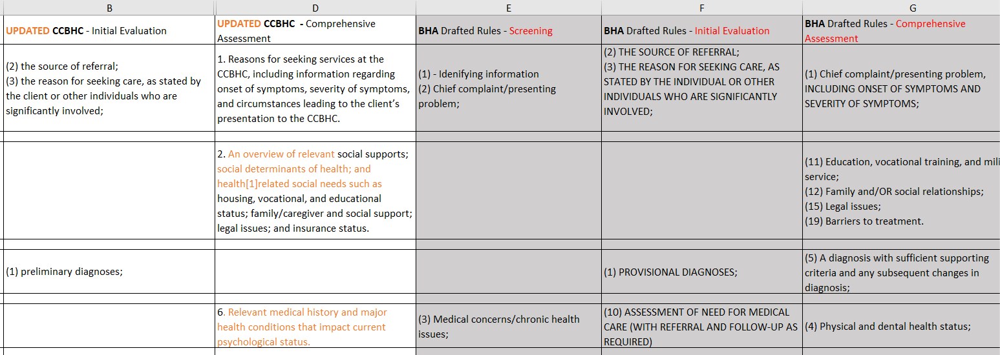 B
D
E
F
G
UPDATED CCBHC - Initial Evaluation
UPDATED CCBHC - Comprehensive
Assessment
BHA Drafted Rules - Screening
BHA Drafted Rules - Initial Evaluation
BHA Drafted Rules - Comprehensive
Assessment
(2) the source of referral;
(3) the reason for seeking care, as stated by
the client or other individuals who are
significantly involved;
1. Reasons for seeking services at the
CCBHC, including information regarding
onset of symptoms, severity of symptoms,
and circumstances leading to the client’s
presentation to the CCBHC.
(1) - Idenifying information
(2) Chief complaint/presenting
problem;
(2) THE SOURCE OF REFERRAL;
(3) THE REASON FOR SEEKING CARE, AS
STATED BY THE INDIVIDUAL OR OTHER
INDIVIDUALS WHO ARE SIGNIFICANTLY
INVOLVED;
(1) Chief complaint/presenting problem,
INCLUDING ONSET OF SYMPTOMS AND
SEVERITY OF SYMPTOMS;
2. An overview of relevant social supports;
social determinants of health; and
health[1]related social needs such as
housing, vocational, and educational
status; family/caregiver and social support;
legal issues; and insurance status.
(11) Education, vocational training, and mili
service;
(12) Family and/OR social relationships;
(15) Legal issues;
(19) Barriers to treatment.
(1) preliminary diagnoses;
(1) PROVISIONAL DIAGNOSES;
(5) A diagnosis with sufficient supporting
criteria and any subsequent changes in
diagnosis;
6. Relevant medical history and major
health conditions that impact current
psychological status.
(3) Medical concerns/chronic health
issues;
(10) ASSESSMENT OF NEED FOR MEDICAL
CARE (WITH REFERRAL AND FOLLOW-UP AS
REQUIRED)
(4) Physical and dental health status;